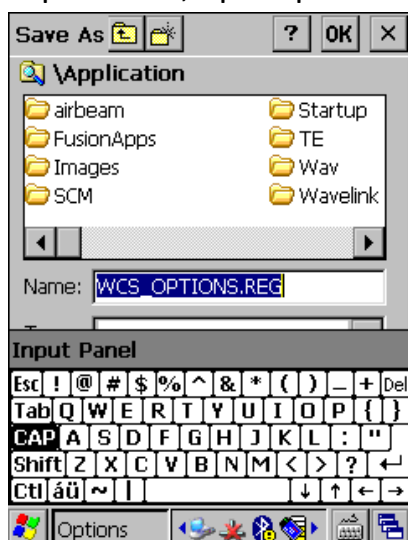 Save As ? OK ×
\Application
airbeam Startup
FusionApps TE
Images Wav
SCM Wavelink
Name: WCS_OPTIONS.REG
Input Panel
Esc ! @ # $ % ^ & * ( ) _ + Del
Tab Q W E R T Y U I O P { }
CAP A S D F G H J K L : "
Shift Z X C V B N M < > ? ↵
Ctl áü ~ | ↓ ↑ ← →
Options